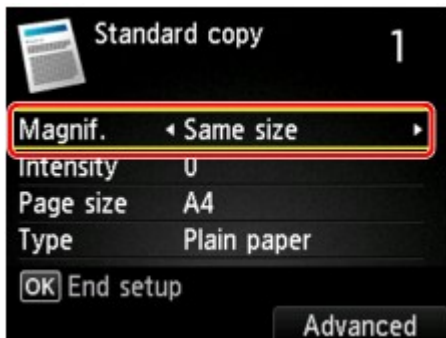 Standard copy 1
Magnif. Same size
Intensity 0
Page size A4
Type Plain paper
OK End setup
Advanced